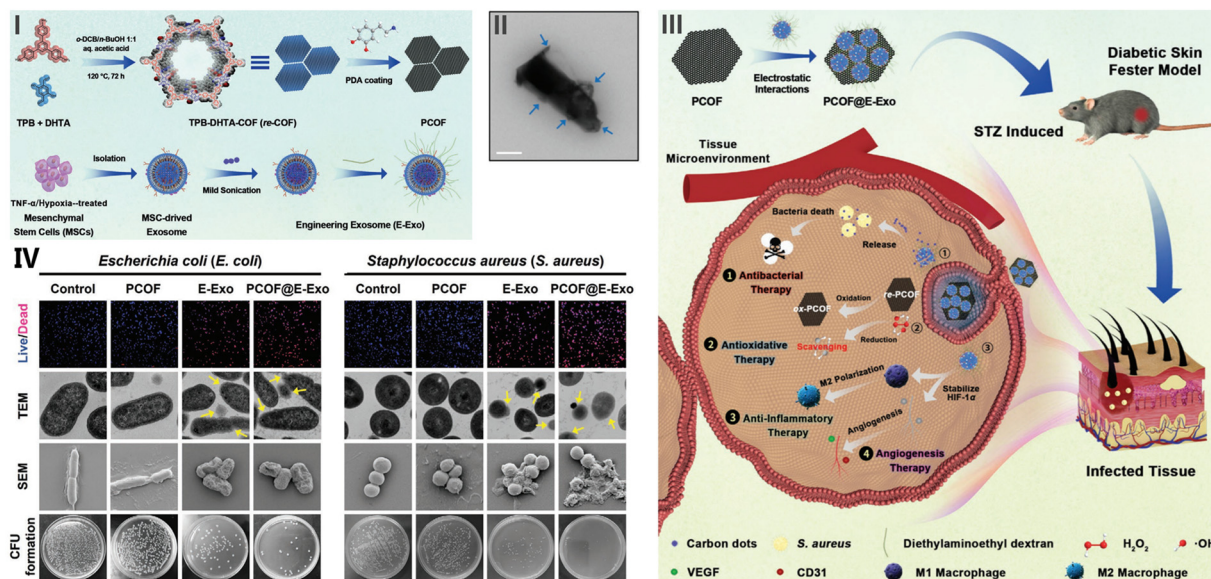 I
o-DCB/n-BuOH 1:1
aq. acetic acid
120 °C, 72 h
PDA coating
TPB + DHTA
TPB-DHTA-COF (re-COF)
PCOF
Isolation
Mild Sonication
TNF-α/Hypoxia--treated
Mesenchymal
Stem Cells (MSCs)
MSC-drived
Exosome
Engineering Exosome (E-Exo)
II
III
PCOF
Electrostatic
Interactions
PCOF@E-Exo
Diabetic Skin
Fester Model
STZ Induced
Tissue
Microenvironment
Bacteria death
Release
①
1 Antibacterial
Therapy
Oxidation
re-PCOF
ox-PCOF
②
Reduction
Scavenging
2 Antioxidative
Therapy
③
M2 Polarization
Stabilize
HIF-1α
3 Anti-Inflammatory
Therapy
Angiogenesis
4 Angiogenesis
Therapy
Infected Tissue
Carbon dots
S. aureus
Diethylaminoethyl dextran
H2O2
·OH
VEGF
CD31
M1 Macrophage
M2 Macrophage
IV
Escherichia coli (E. coli)
Staphylococcus aureus (S. aureus)
Control PCOF E-Exo PCOF@E-Exo
Control PCOF E-Exo PCOF@E-Exo
Live/Dead
TEM
SEM
CFU
formation